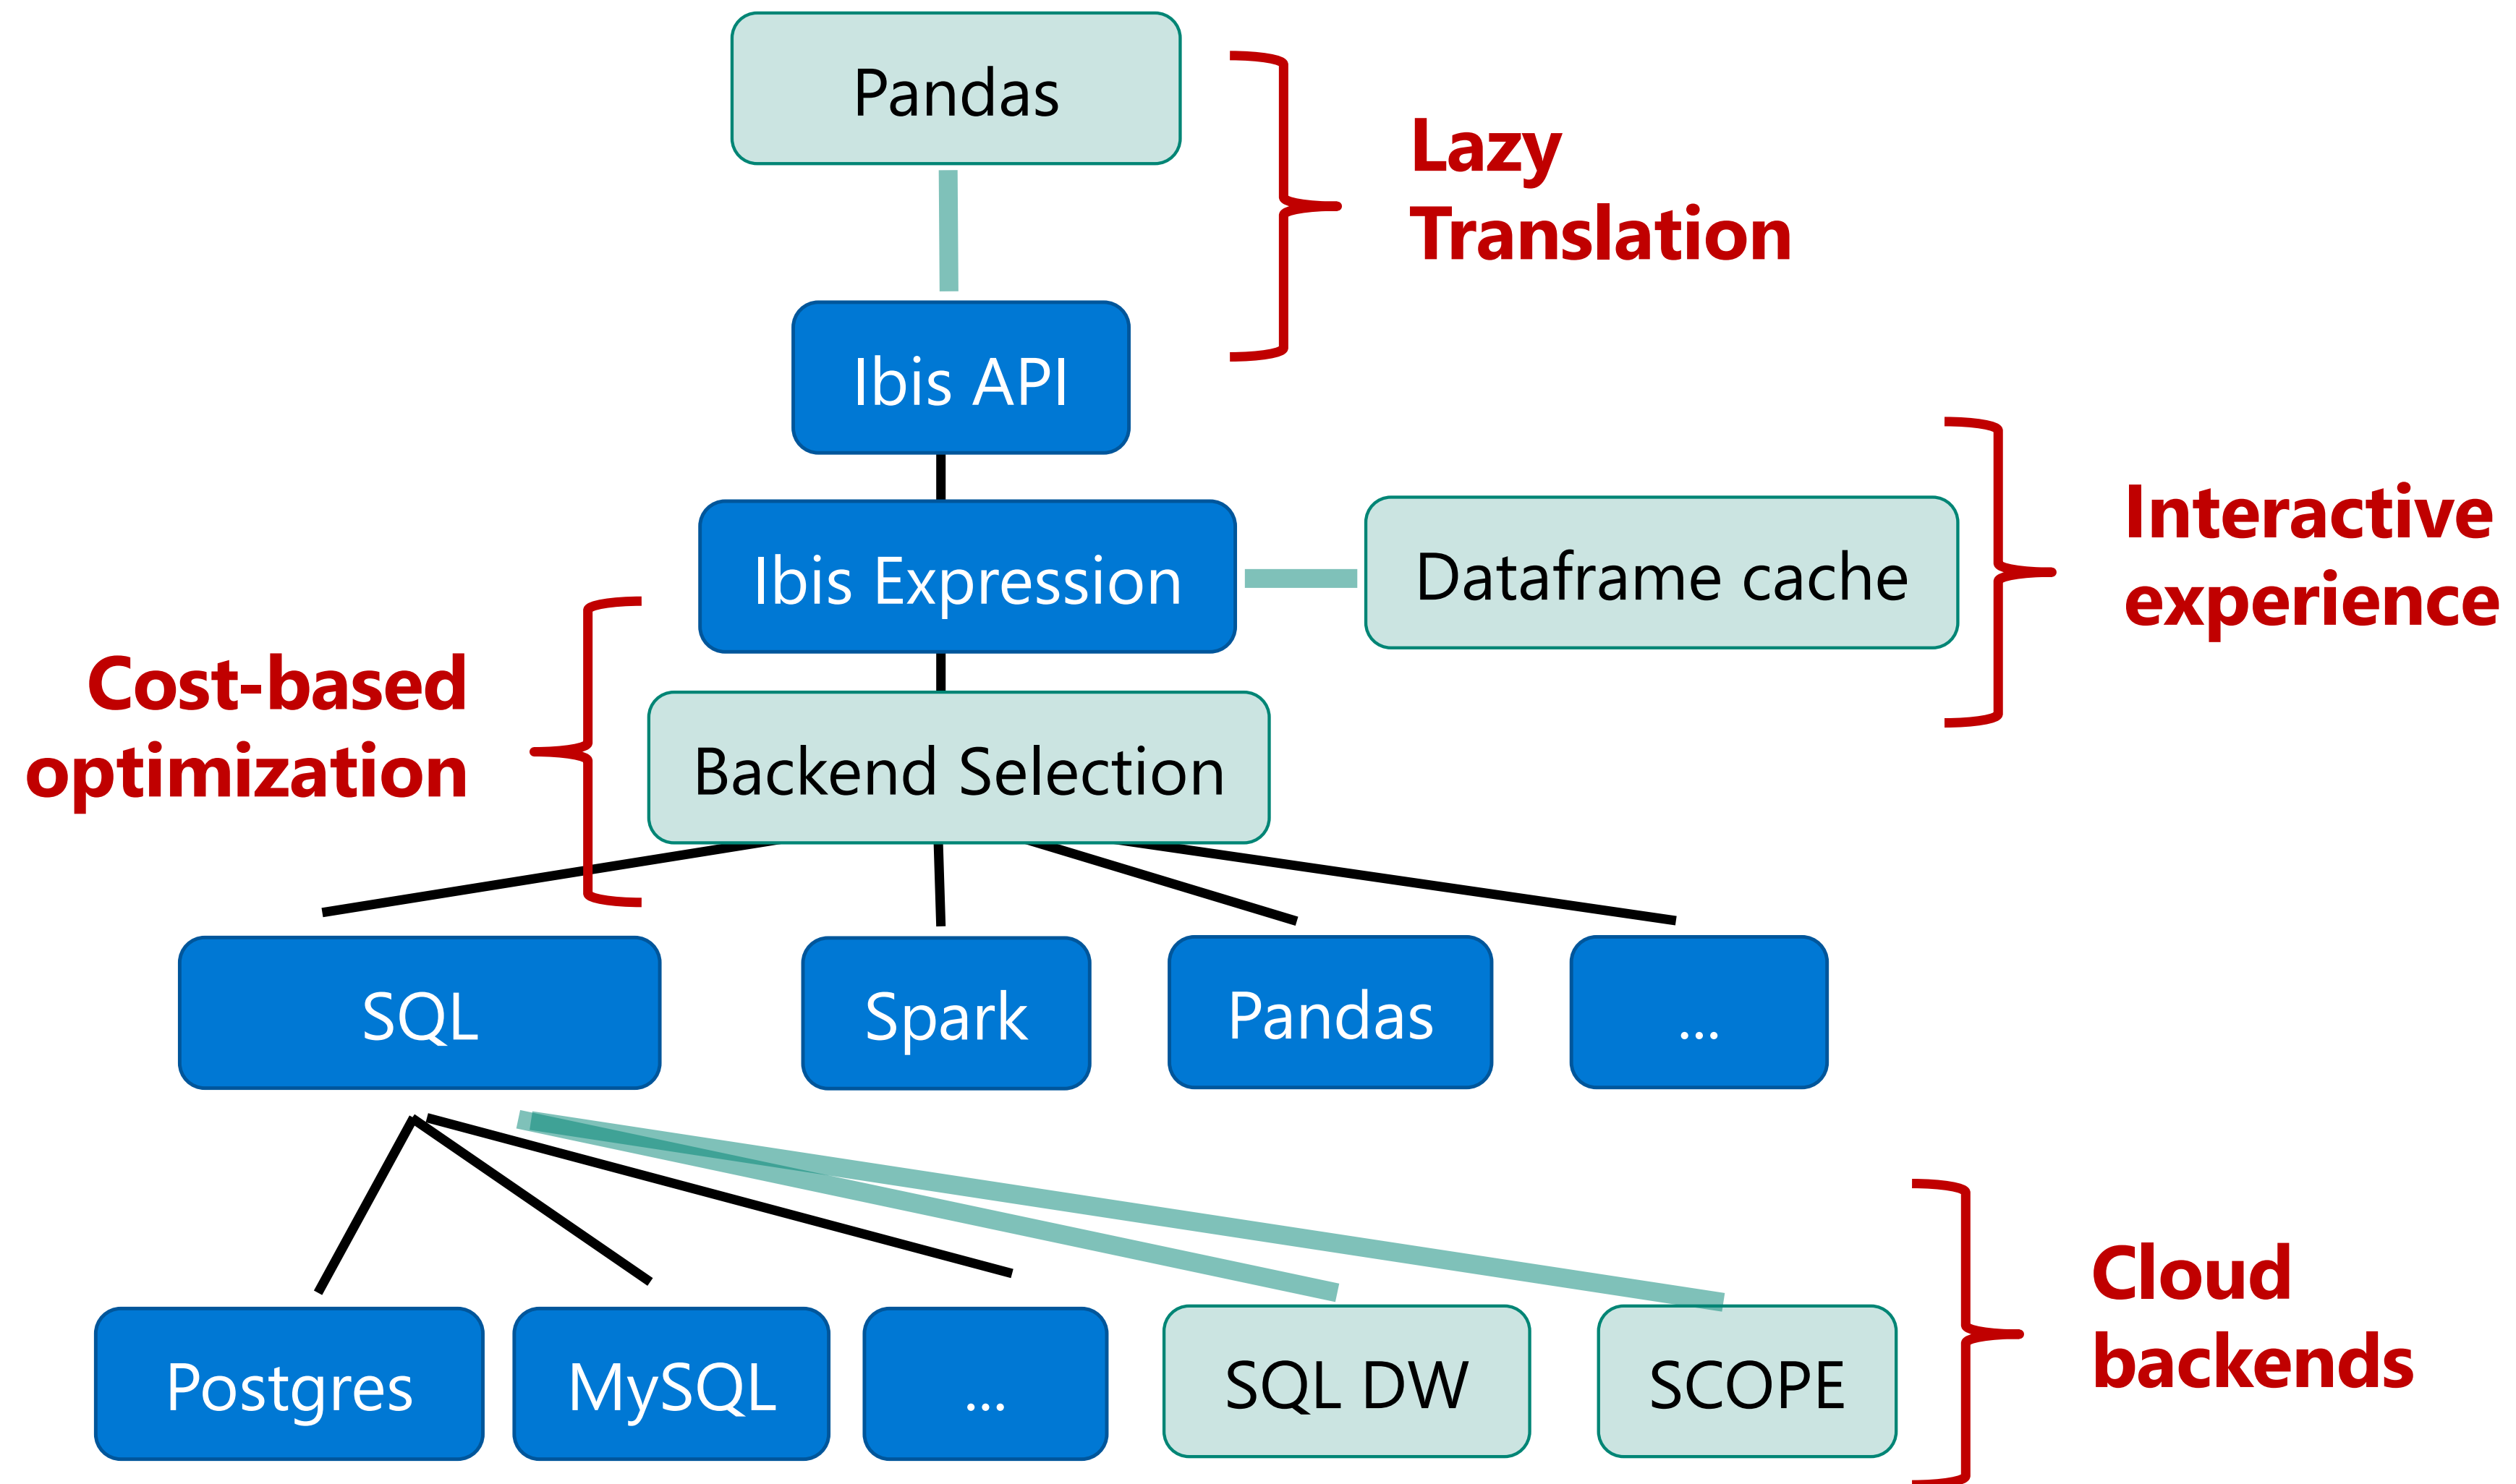 Pandas
Lazy
Translation
Ibis API
Interactive
experience
Ibis Expression
Dataframe cache
Cost-based
optimization
Backend Selection
SQL
Spark
Pandas
...
Cloud
backends
Postgres
MySQL
...
SQL DW
SCOPE